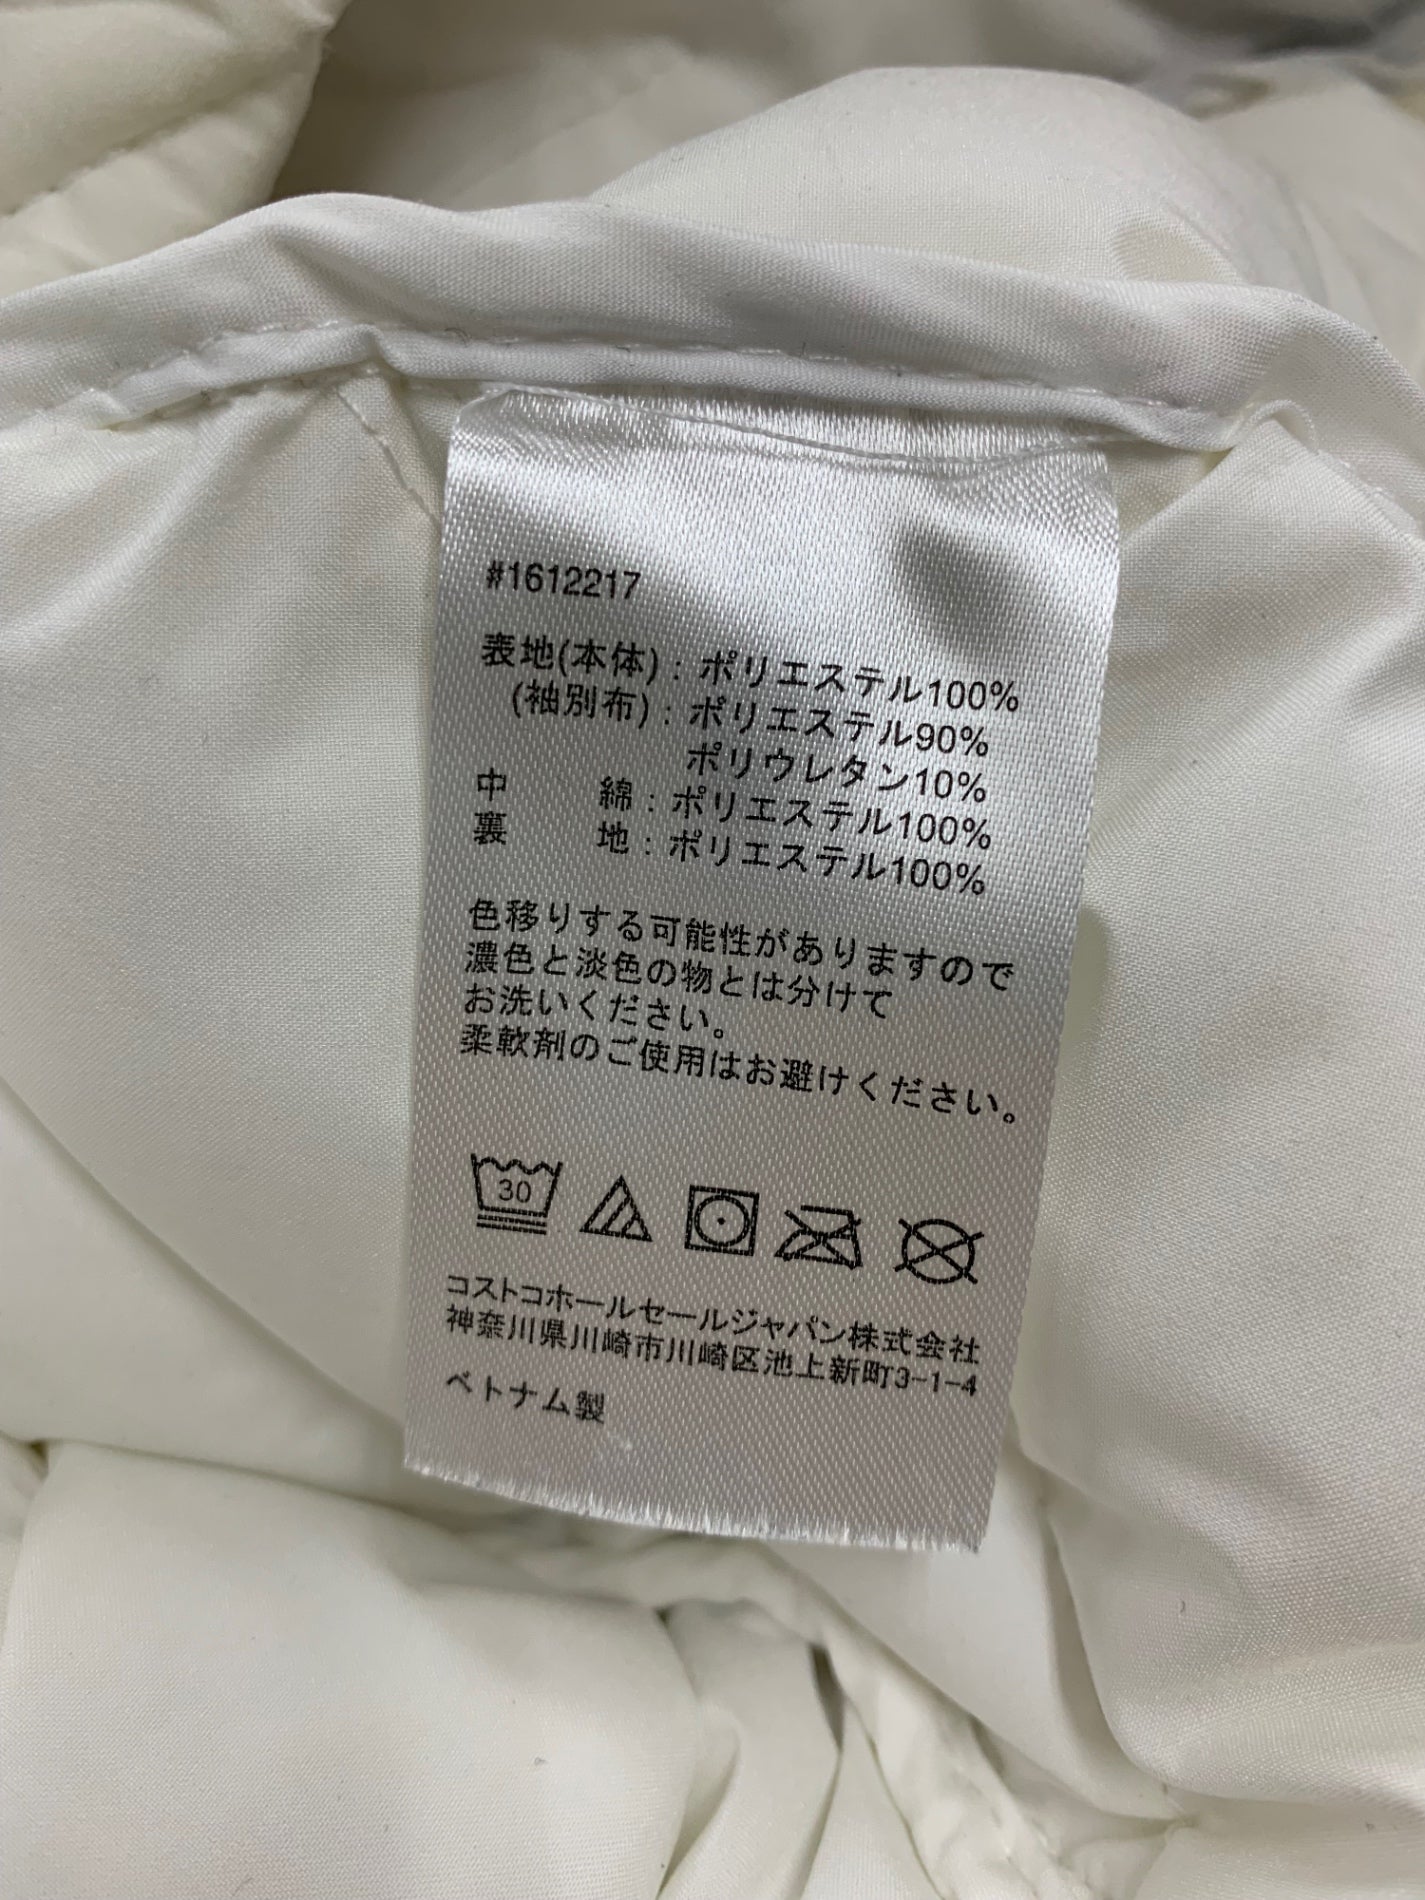 #1612217
表地(本体)：ポリエステル100%
(袖別布)：ポリエステル90%
ポリウレタン10%
中　　綿：ポリエステル100%
裏　　地：ポリエステル100%
色移りする可能性がありますので
濃色と淡色の物とは分けて
お洗いください。
柔軟剤のご使用はお避けください。
30
コストコホールセールジャパン株式会社
神奈川県川崎市川崎区池上新町3-1-4
ベトナム製